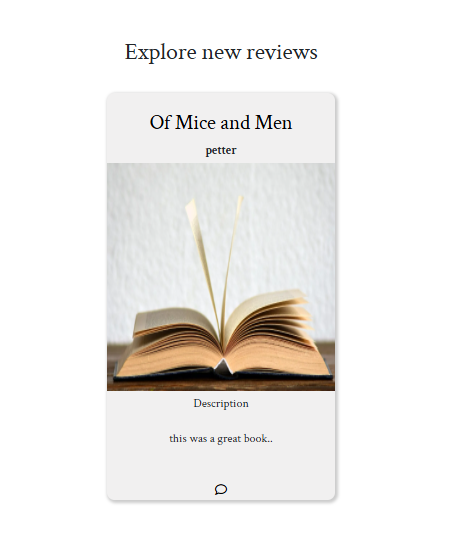 Explore new reviews
Of Mice and Men
petter
Description
this was a great book..